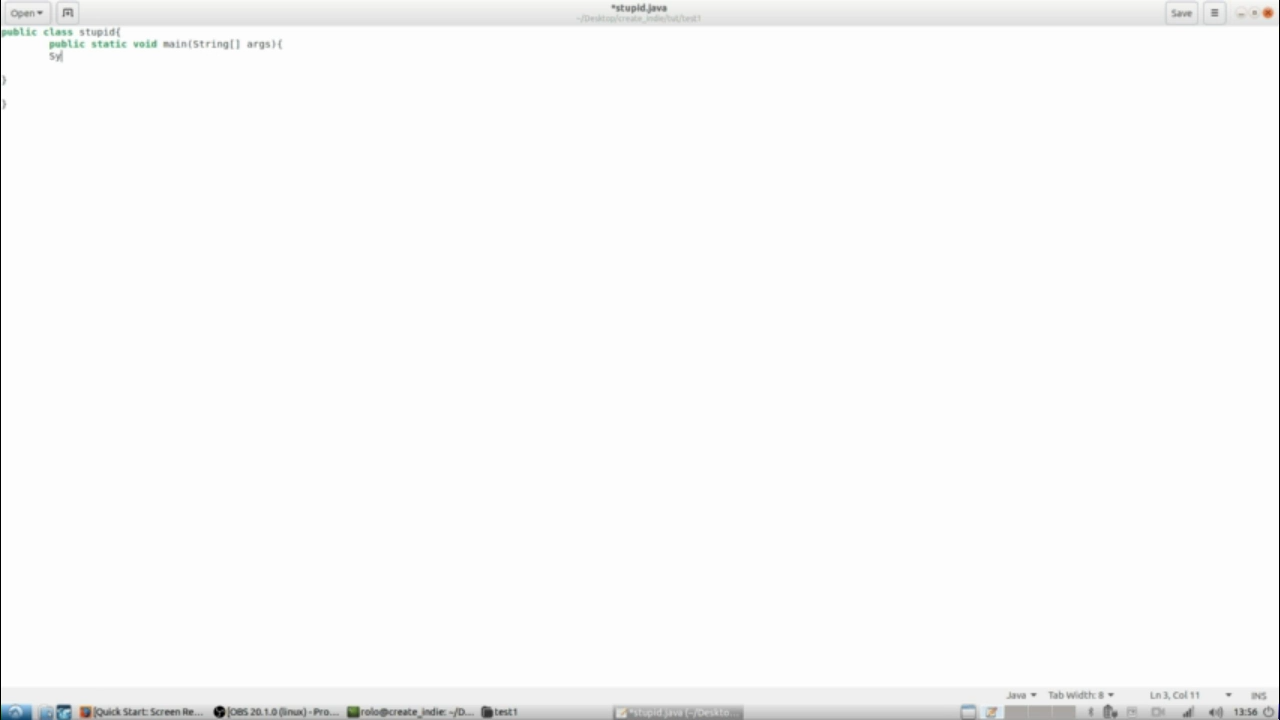 Open
*stupid.java
~/Desktop/create_indie/tut/test1
Save
public class stupid{
public static void main(String[] args){
Sy
}
}
Java
Tab Width: 8
Ln 3, Col 11
INS
[Quick Start: Screen Re...
[OBS 20.1.0 (linux) - Pro...
rolo@create_indie: ~/D...
test1
*stupid.java (~/Deskto...
13:56